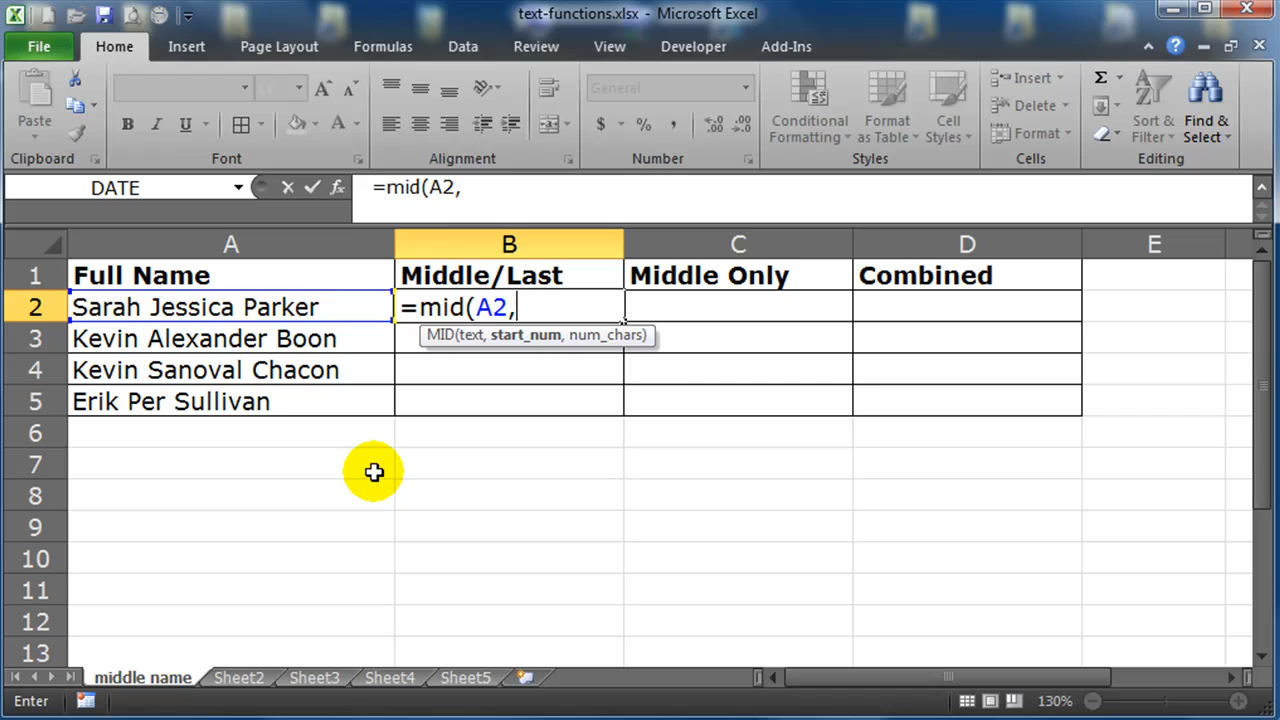 text-functions.xlsx - Microsoft Excel
File Home Insert Page Layout Formulas Data Review View Developer Add-Ins
Paste
B I U A A A
General
$ % ,
Conditional Formatting
Format as Table
Cell Styles
Insert
Delete
Format
Σ
Sort & Filter
Find & Select
Clipboard Font Alignment Number Styles Cells Editing
DATE fx =mid(A2,
A B C D E
1 Full Name Middle/Last Middle Only Combined
2 Sarah Jessica Parker =mid(A2,
MID(text, start_num, num_chars)
3 Kevin Alexander Boon
4 Kevin Sanoval Chacon
5 Erik Per Sullivan
6
7
8
9
10
11
12
13
middle name Sheet2 Sheet3 Sheet4 Sheet5
Enter 130%